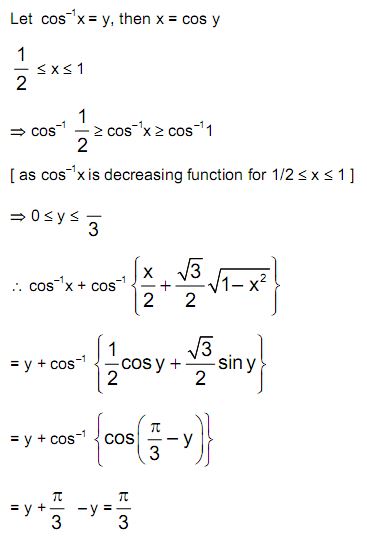 Let cos⁻¹x = y, then x = cos y
1/2 ≤ x ≤ 1
⇒ cos⁻¹ 1/2 ≥ cos⁻¹x ≥ cos⁻¹1
[ as cos⁻¹x is decreasing function for 1/2 ≤ x ≤ 1 ]
⇒ 0 ≤ y ≤ /3
∴ cos⁻¹x + cos⁻¹ {x/2 + √3/2 √(1− x²)}
= y + cos⁻¹ {1/2 cos y + √3/2 sin y}
= y + cos⁻¹ {cos(π/3 − y)}
= y + π/3 − y = π/3